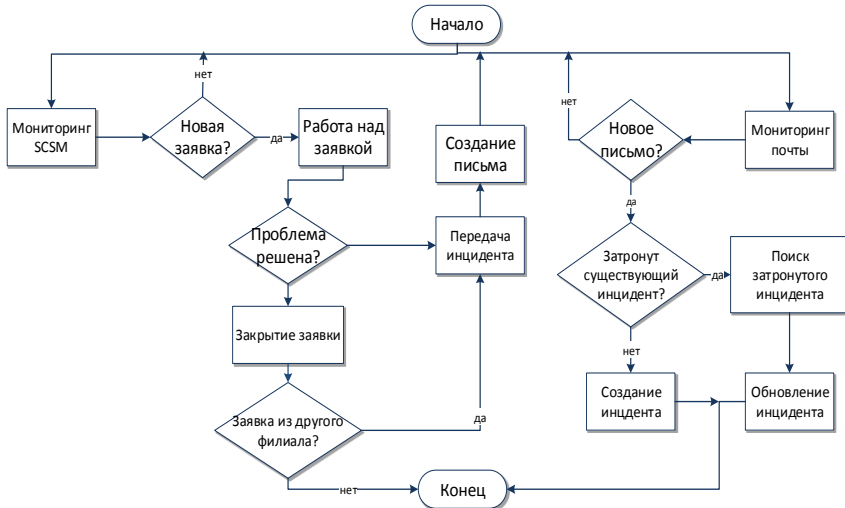 Начало
нет
нет
Мониторинг
SCSM
Новая
заявка?
да
Работа над
заявкой
Создание
письма
Новое
письмо?
Мониторинг
почты
да
Проблема
решена?
Передача
инцидента
Затронут
существующий
инцидент?
да
Поиск
затронутого
инцидента
Закрытие заявки
нет
Создание
инцдента
Обновление
инцидента
Заявка из другого
филиала?
да
нет
Конец